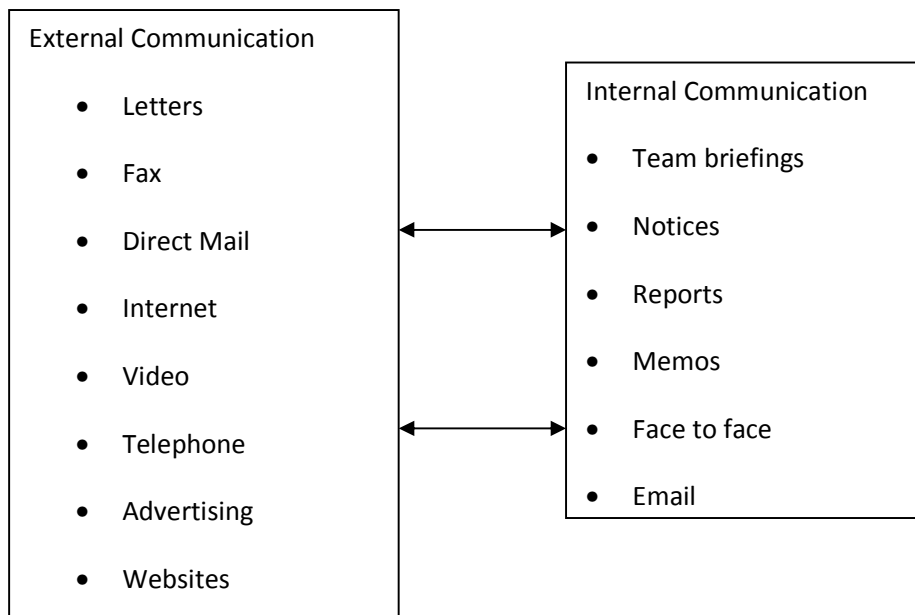 External Communication
• Letters
• Fax
• Direct Mail
• Internet
• Video
• Telephone
• Advertising
• Websites
Internal Communication
• Team briefings
• Notices
• Reports
• Memos
• Face to face
• Email